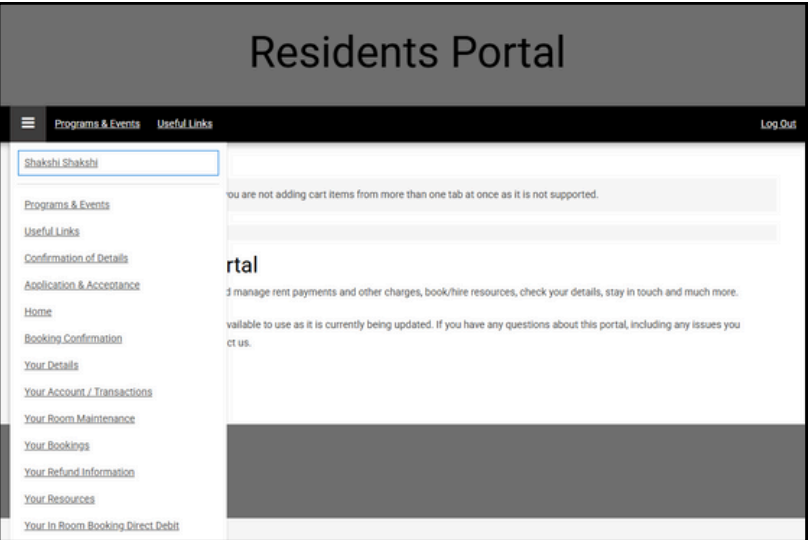 Residents Portal
Programs & Events Useful Links Log Out
Shakshi Shakshi
you are not adding cart items from more than one tab at once as it is not supported.
Programs & Events
Useful Links
Confirmation of Details
rtal
Application & Acceptance
d manage rent payments and other charges, book/hire resources, check your details, stay in touch and much more.
Home
vailable to use as it is currently being updated. If you have any questions about this portal, including any issues you
Booking Confirmation
ct us.
Your Details
Your Account / Transactions
Your Room Maintenance
Your Bookings
Your Refund Information
Your Resources
Your In Room Booking Direct Debit